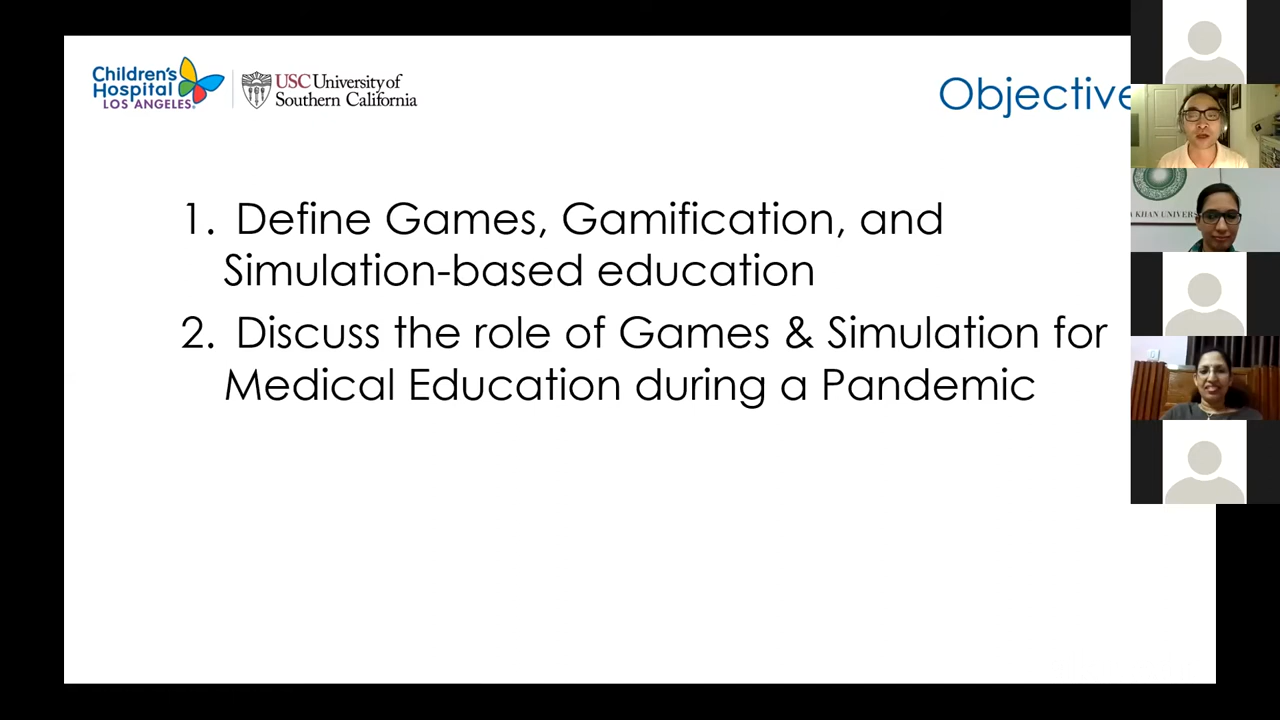 Children's
Hospital
LOS ANGELES
USC University of
Southern California
Objective
1. Define Games, Gamification, and
Simulation-based education
2. Discuss the role of Games & Simulation for
Medical Education during a Pandemic
KHAN UNIVERS